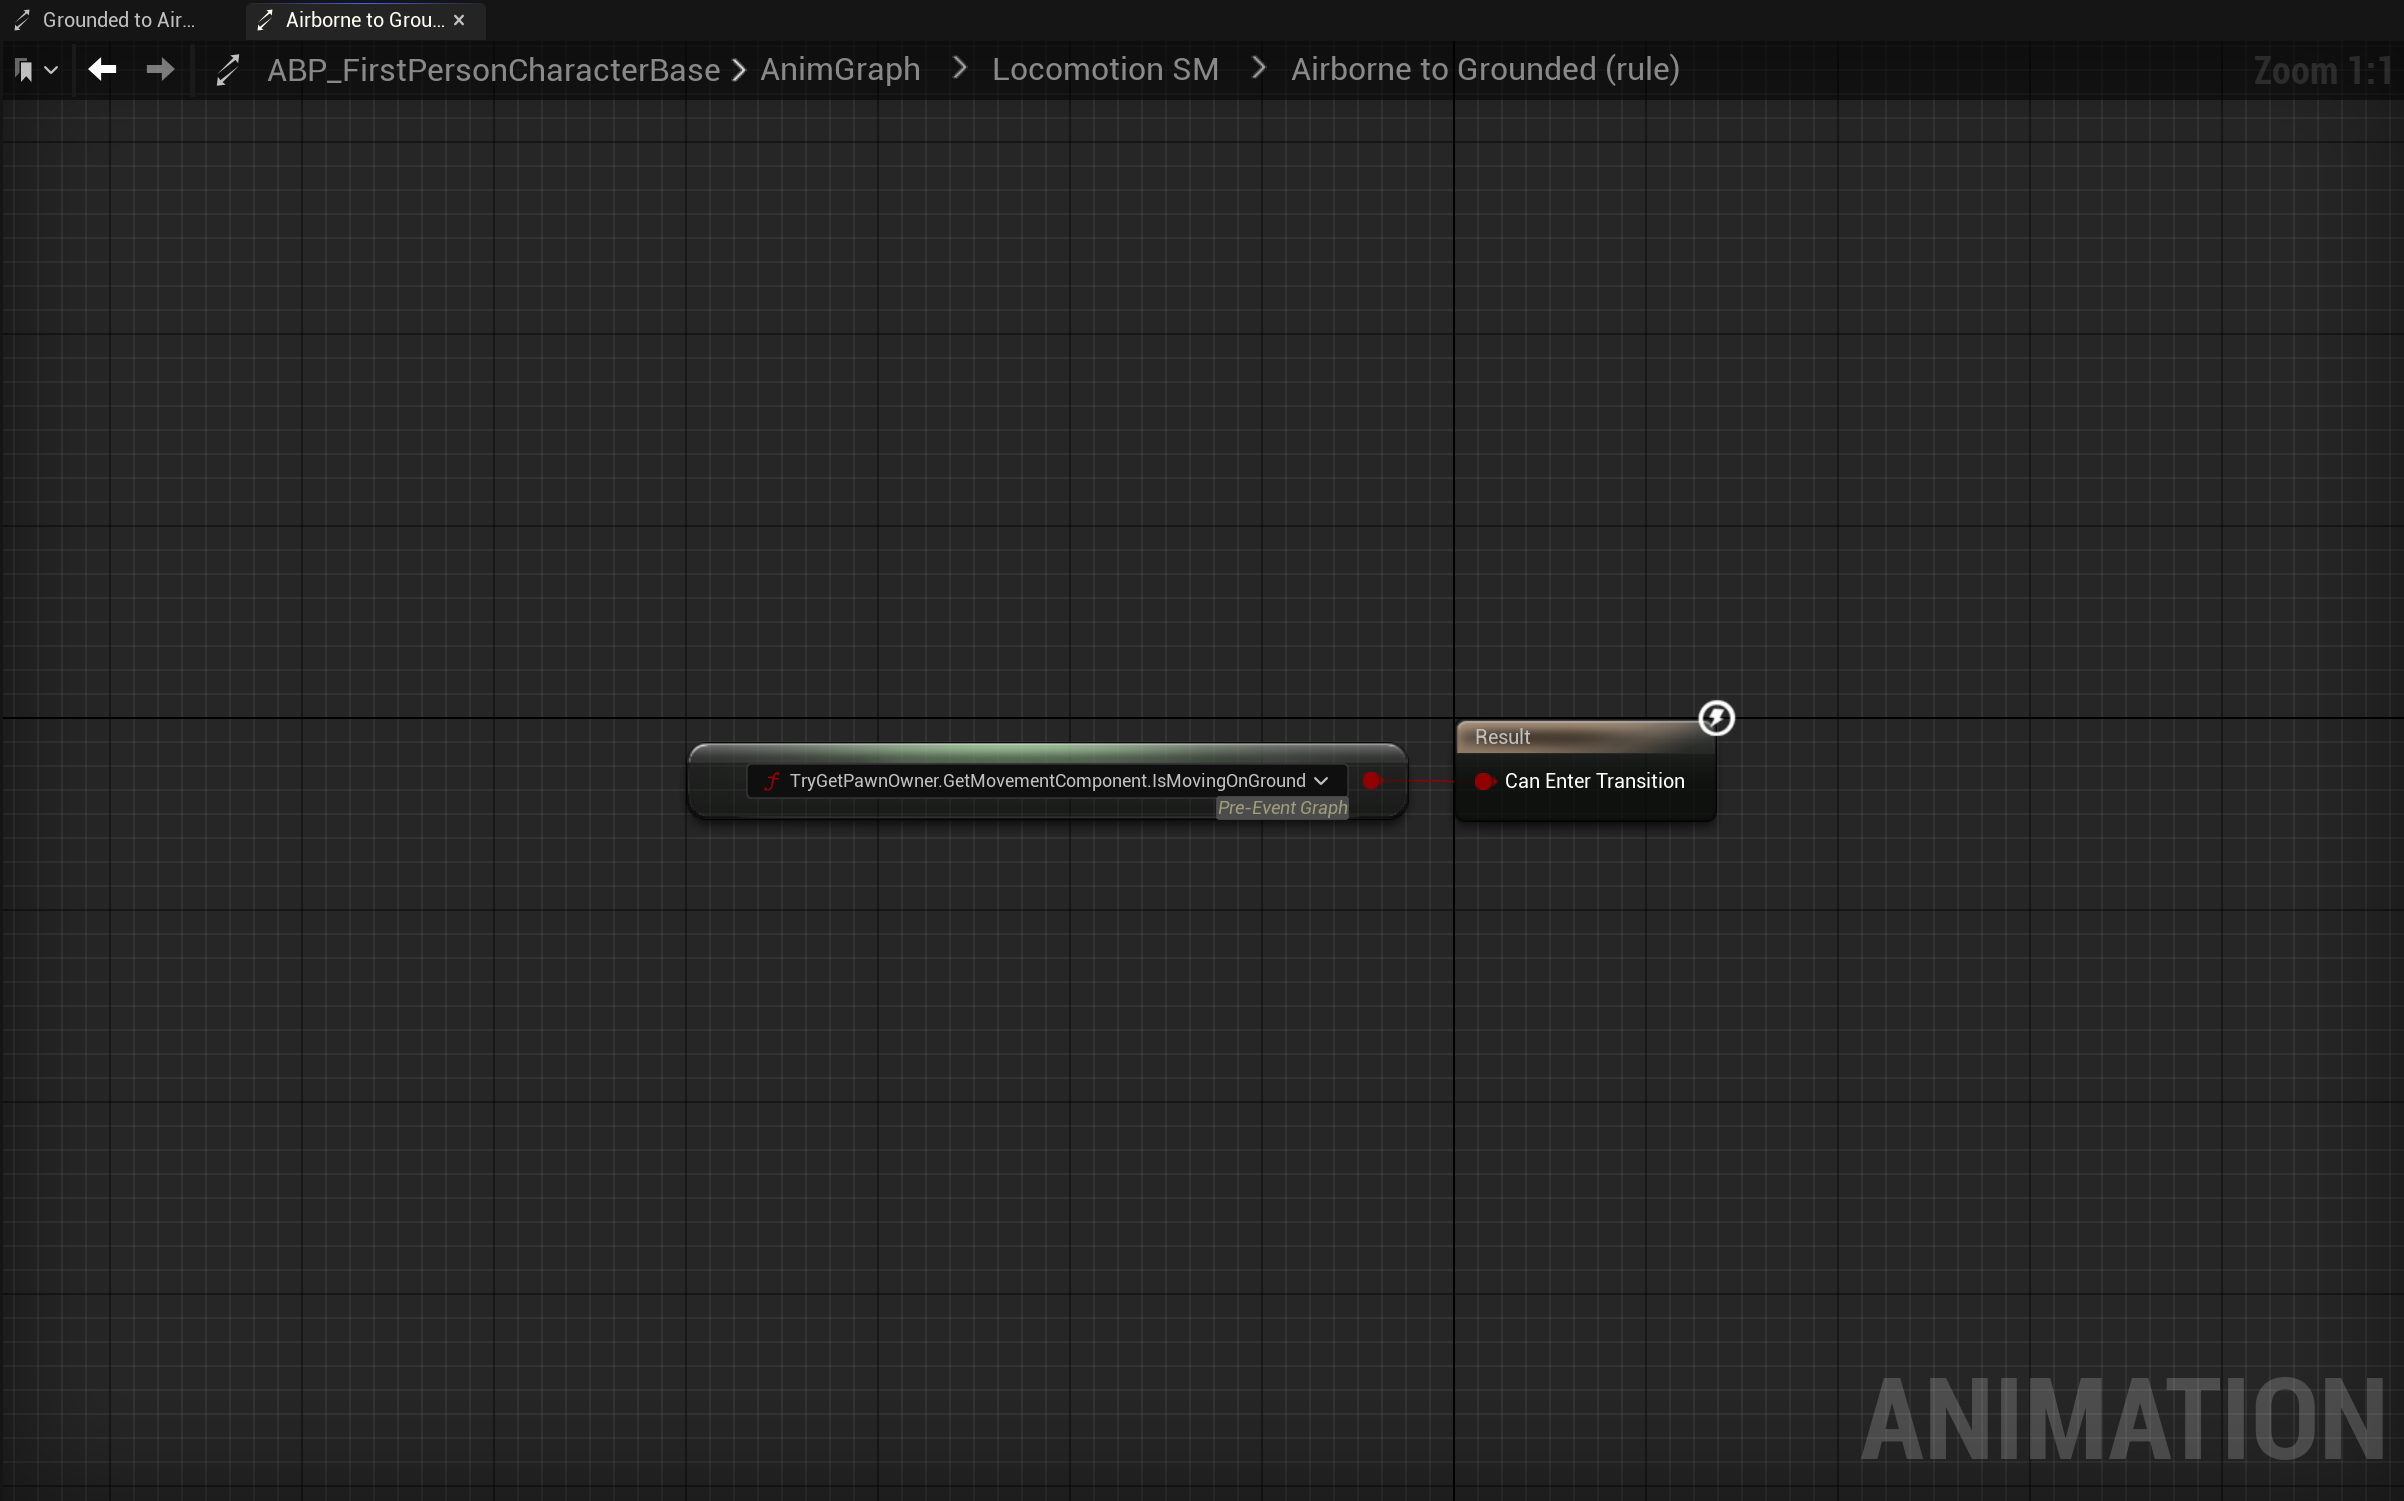 Grounded to Air...
Airborne to Grou...
ABP_FirstPersonCharacterBase > AnimGraph > Locomotion SM > Airborne to Grounded (rule)
Zoom 1:1
Result
TryGetPawnOwner.GetMovementComponent.IsMovingOnGround
Can Enter Transition
Pre-Event Graph
ANIMATION